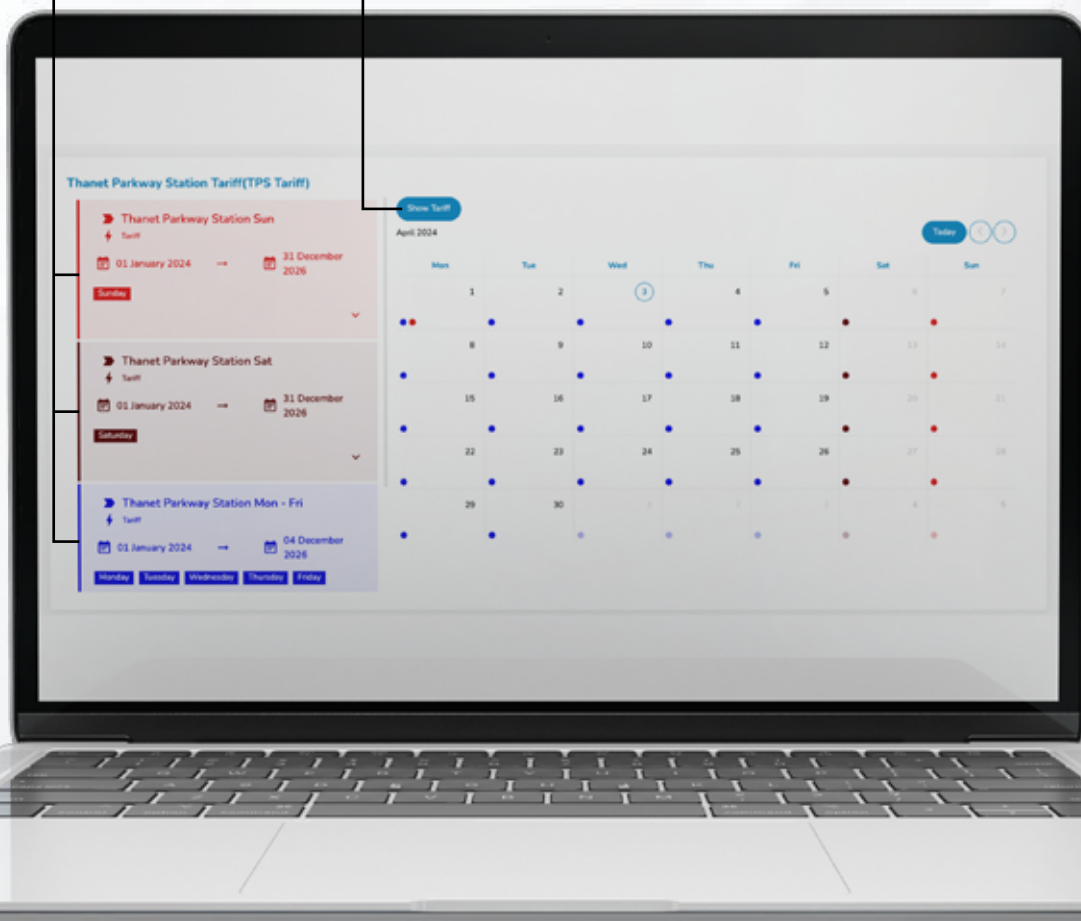 Thanet Parkway Station Tariff(TPS Tariff)
Thanet Parkway Station Sun
Tariff
01 January 2024 → 31 December
2026
Sunday
Thanet Parkway Station Sat
Tariff
01 January 2024 → 31 December
2026
Saturday
Thanet Parkway Station Mon - Fri
Tariff
01 January 2024 → 04 December
2026
Monday Tuesday Wednesday Thursday Friday
Show Tariff
April 2024
Today
Mon Tue Wed Thu Fri Sat Sun
1 2 3 4 5 6 7
8 9 10 11 12 13 14
15 16 17 18 19 20 21
22 23 24 25 26 27 28
29 30 1 2 3 4 5